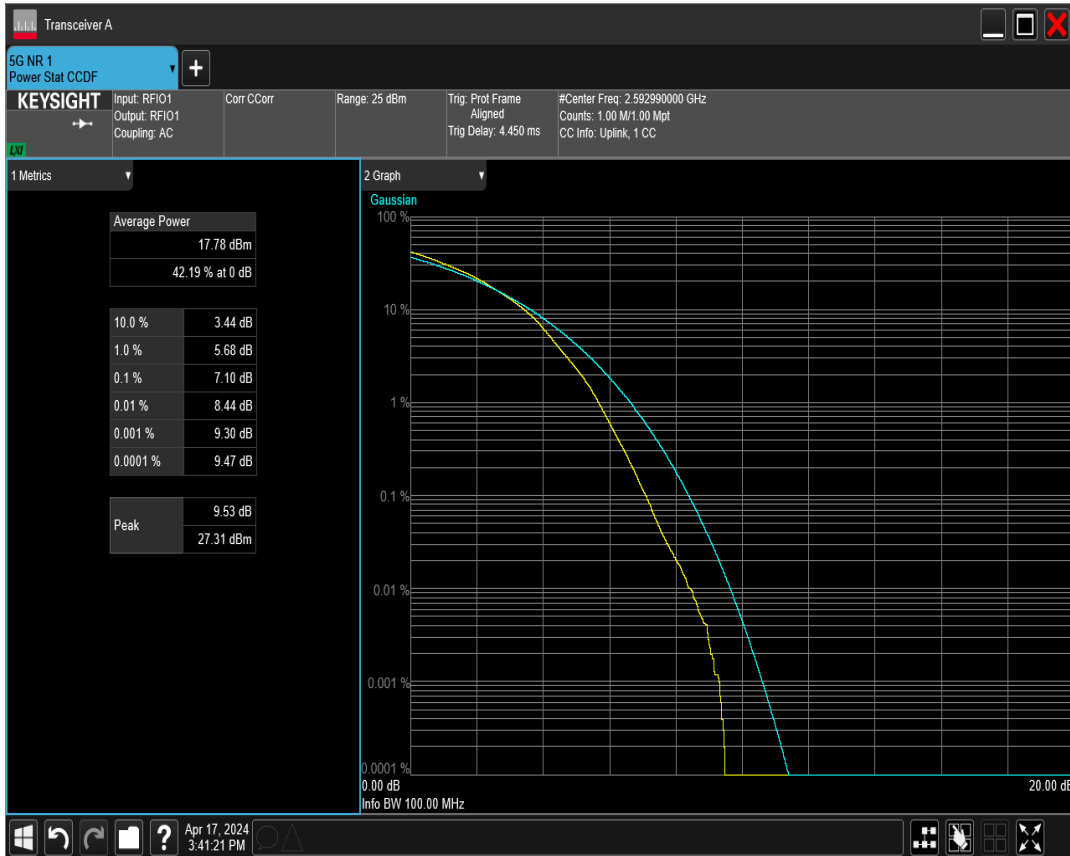 Transceiver A
5G NR 1
Power Stat CCDF
KEYSIGHT
LXI
Input: RFIO1
Output: RFIO1
Coupling: AC
Corr CCorr
Range: 25 dBm
Trig: Prot Frame
Aligned
Trig Delay: 4.450 ms
#Center Freq: 2.592990000 GHz
Counts: 1.00 M/1.00 Mpt
CC Info: Uplink, 1 CC
1 Metrics
Average Power
17.78 dBm
42.19 % at 0 dB
10.0 % 3.44 dB
1.0 % 5.68 dB
0.1 % 7.10 dB
0.01 % 8.44 dB
0.001 % 9.30 dB
0.0001 % 9.47 dB
Peak
9.53 dB
27.31 dBm
2 Graph
Gaussian
100 %
10 %
1 %
0.1 %
0.01 %
0.001 %
0.0001 %
0.00 dB 20.00 dB
Info BW 100.00 MHz
? Apr 17, 2024
3:41:21 PM